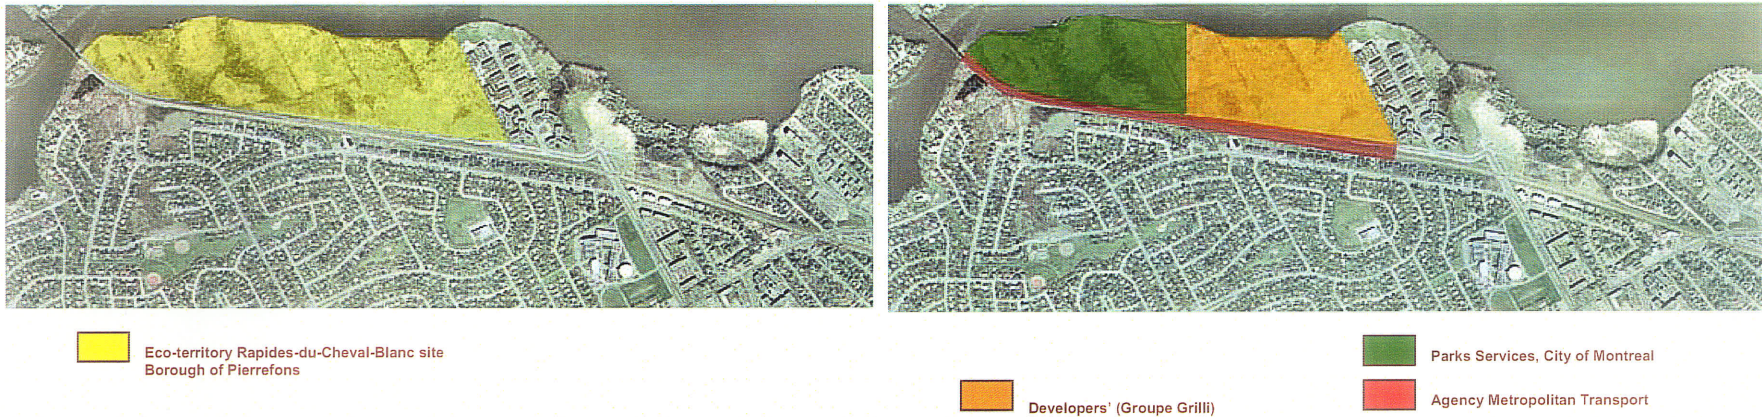 Eco-territory Rapides-du-Cheval-Blanc site
Borough of Pierrefons
Developers' (Groupe Grilli)
Parks Services, City of Montreal
Agency Metropolitan Transport